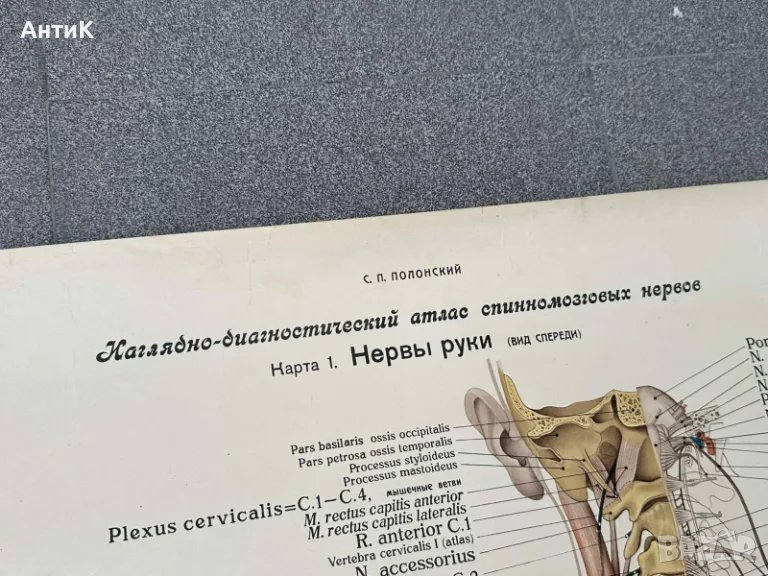 АнтиК
С. П. ПОЛОНСКИЙ
Наглядно-диагностический атлас спинномозговых нервов
Карта 1. Нервы руки (ВИД СПЕРЕДИ)
Pars basilaris ossis occipitalis
Pars petrosa ossis temporalis
Processus styloideus
Processus mastoideus
Plexus cervicalis=C.1—C.4, мышечные ветви
M. rectus capitis anterior
M. rectus capitis lateralis
R. anterior C.1
Vertebra cervicalis I (atlas)
N. accessorius
N.
N.
N.